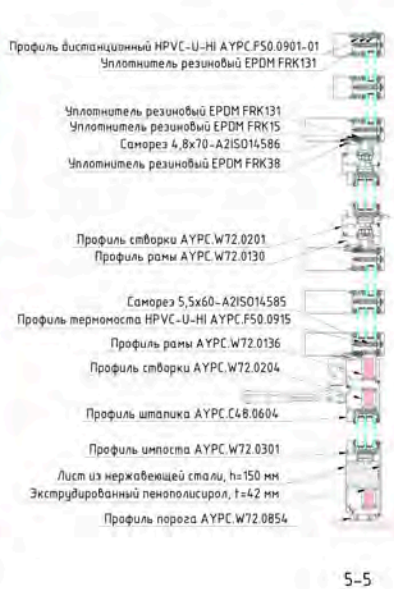 Профиль дистанционный HPVC-U-HI AYPC.F50.0901-01
Уплотнитель резиновый EPDM FRK131
Уплотнитель резиновый EPDM FRK131
Уплотнитель резиновый EPDM FRK15
Саморез 4,8x70-A2ISO14586
Уплотнитель резиновый EPDM FRK38
Профиль створки AYPC.W72.0201
Профиль рамы AYPC.W72.0130
Саморез 5,5x60-A2ISO14585
Профиль термомоста HPVC-U-HI AYPC.F50.0915
Профиль рамы AYPC.W72.0136
Профиль створки AYPC.W72.0204
Профиль штапика AYPC.C48.0604
Профиль импоста AYPC.W72.0301
Лист из нержавеющей стали, h=150 мм
Экструдированный пенополисирол, t=42 мм
Профиль порога AYPC.W72.0854
5-5